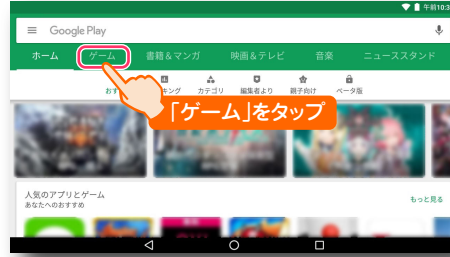 午前10:3
Google Play
ホーム ゲーム 書籍＆マンガ 映画＆テレビ 音楽 ニューススタンド
おす キング カテゴリ 編集者より 親子向け ベータ版
「ゲーム」をタップ
人気のアプリとゲーム もっと見る
あなたへのおすすめ